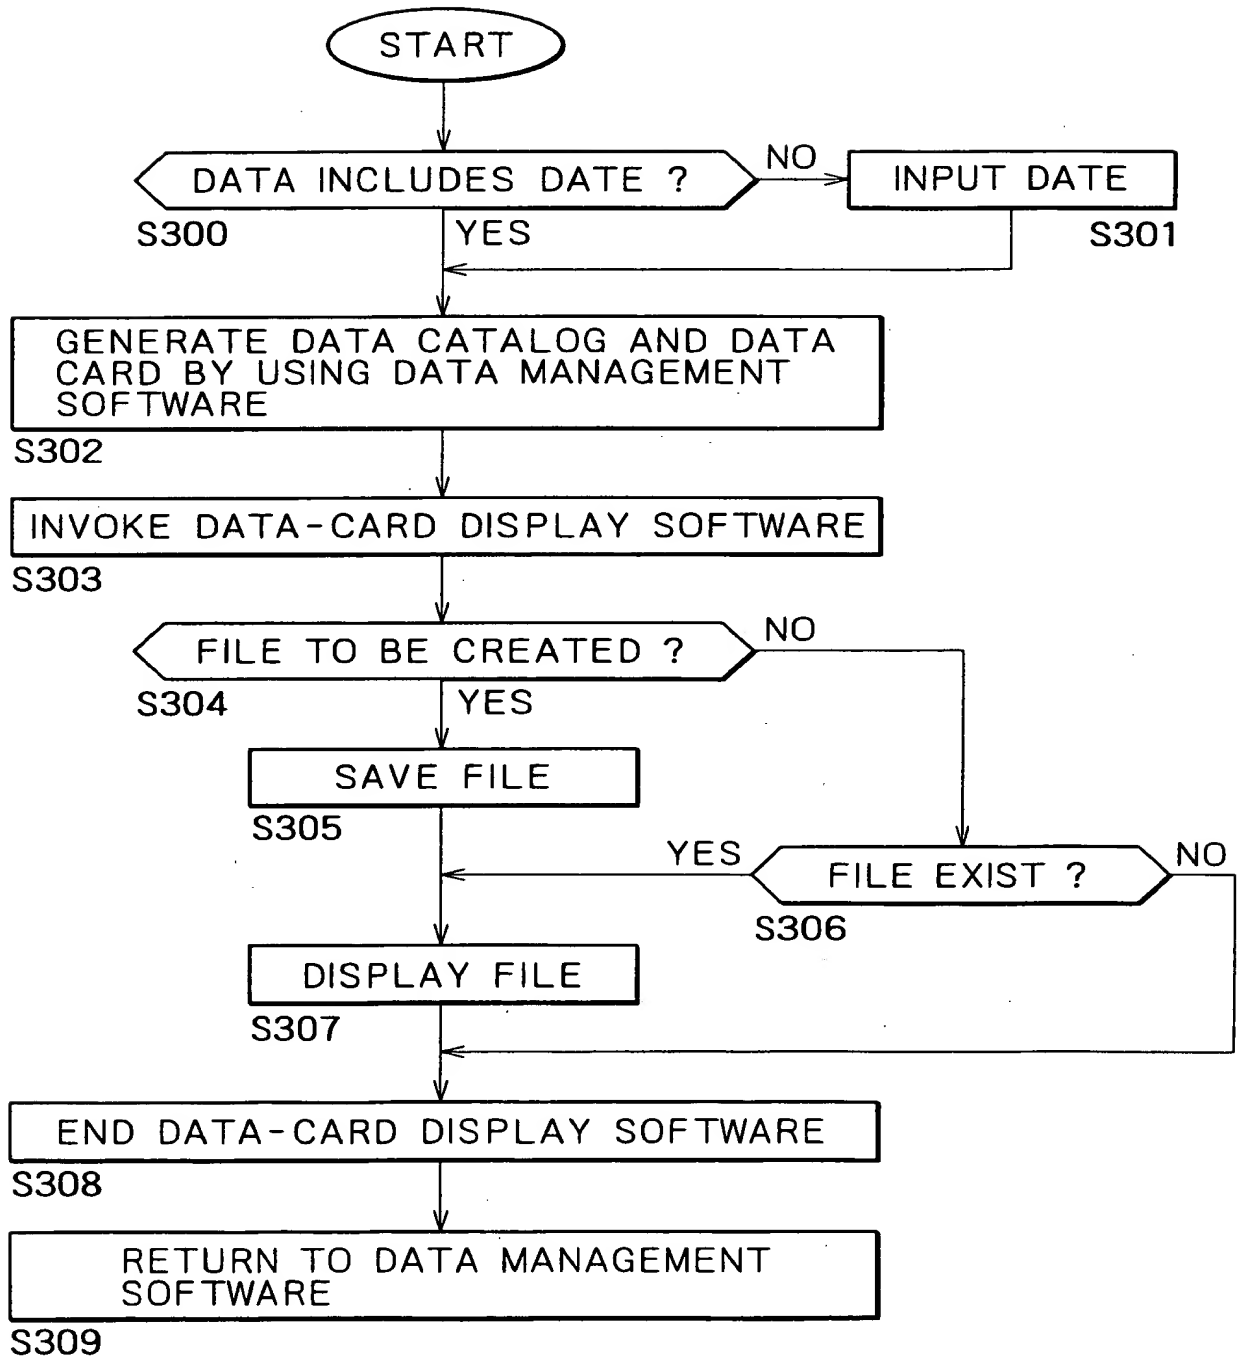 START
DATA INCLUDES DATE ?
NO
INPUT DATE
S300
YES
S301
GENERATE DATA CATALOG AND DATA
CARD BY USING DATA MANAGEMENT
SOFTWARE
S302
INVOKE DATA-CARD DISPLAY SOFTWARE
S303
FILE TO BE CREATED ?
NO
S304
YES
SAVE FILE
S305
YES
FILE EXIST ?
NO
S306
DISPLAY FILE
S307
END DATA-CARD DISPLAY SOFTWARE
S308
RETURN TO DATA MANAGEMENT
SOFTWARE
S309